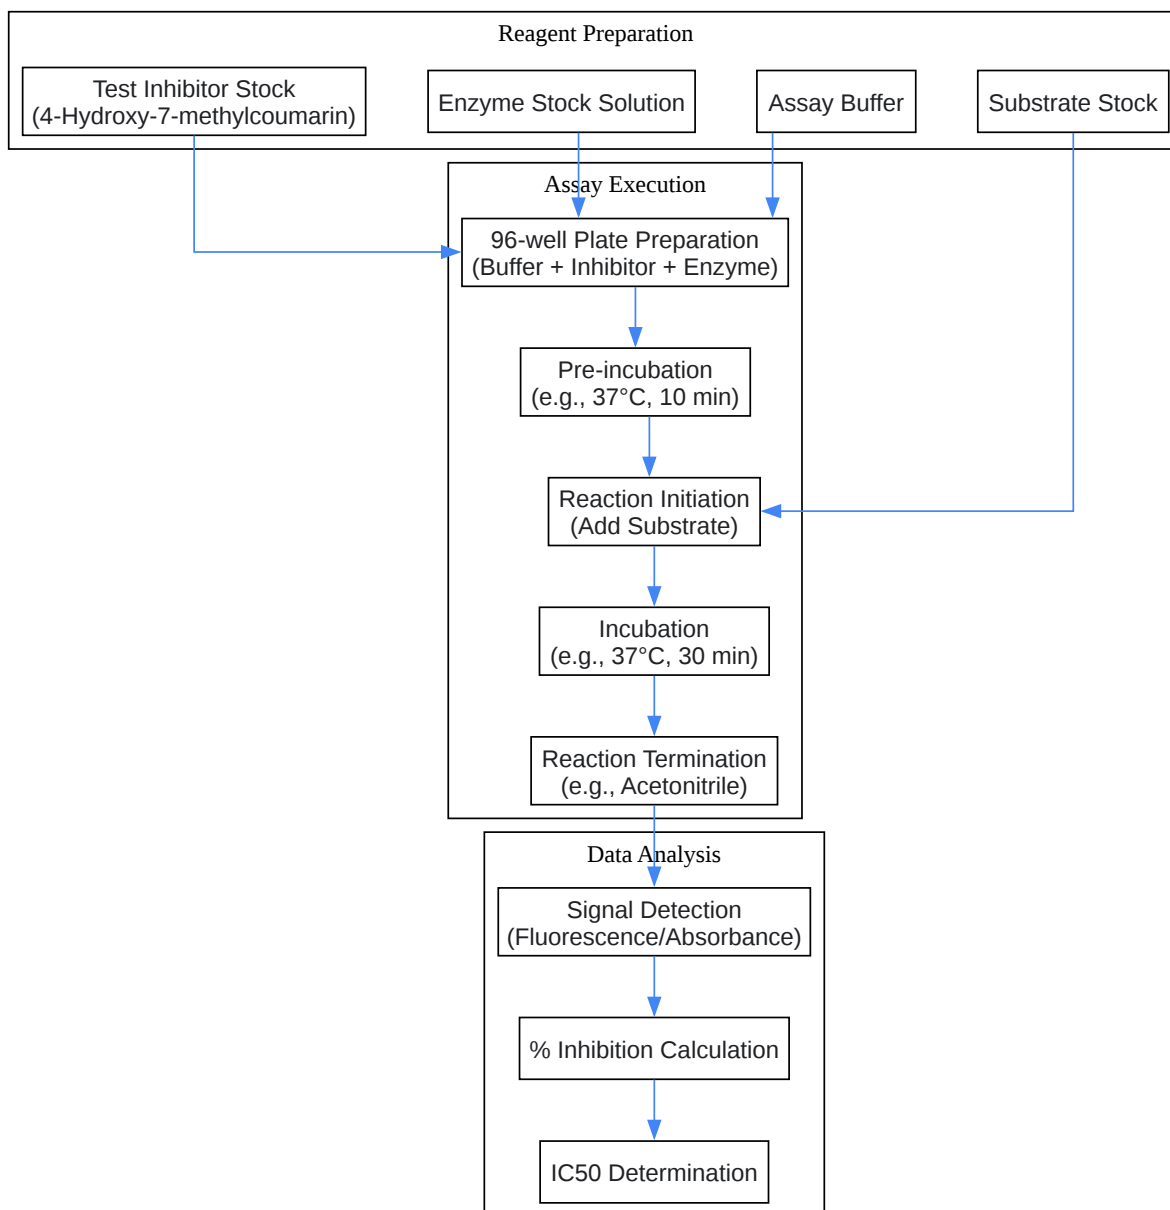 Reagent Preparation
Test Inhibitor Stock
(4-Hydroxy-7-methylcoumarin)
Enzyme Stock Solution
Assay Buffer
Substrate Stock
Assay Execution
96-well Plate Preparation
(Buffer + Inhibitor + Enzyme)
Pre-incubation
(e.g., 37°C, 10 min)
Reaction Initiation
(Add Substrate)
Incubation
(e.g., 37°C, 30 min)
Reaction Termination
(e.g., Acetonitrile)
Data Analysis
Signal Detection
(Fluorescence/Absorbance)
% Inhibition Calculation
IC50 Determination